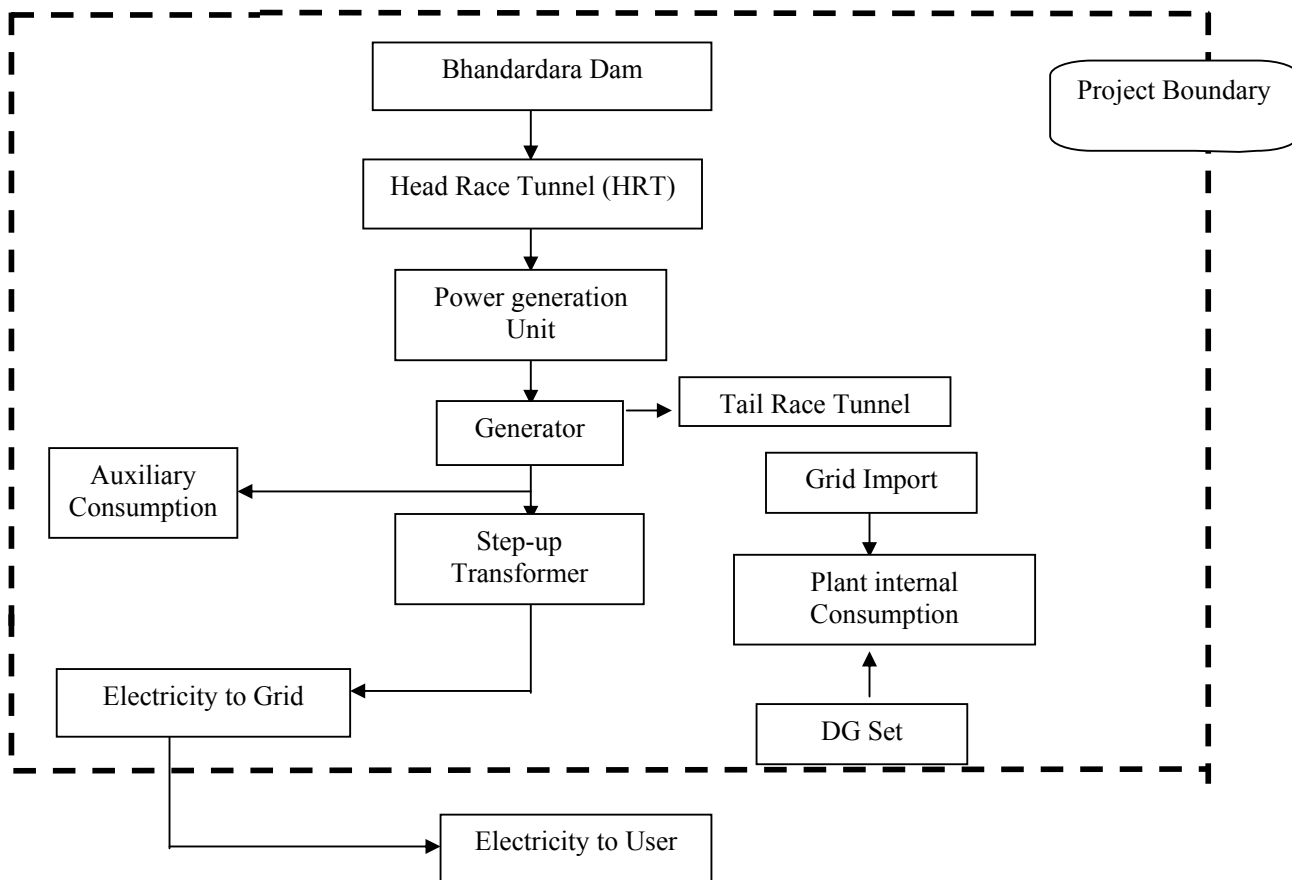 Bhandardara Dam
Project Boundary
Head Race Tunnel (HRT)
Power generation
Unit
Tail Race Tunnel
Generator
Auxiliary
Consumption
Grid Import
Step-up
Transformer
Plant internal
Consumption
Electricity to Grid
DG Set
Electricity to User